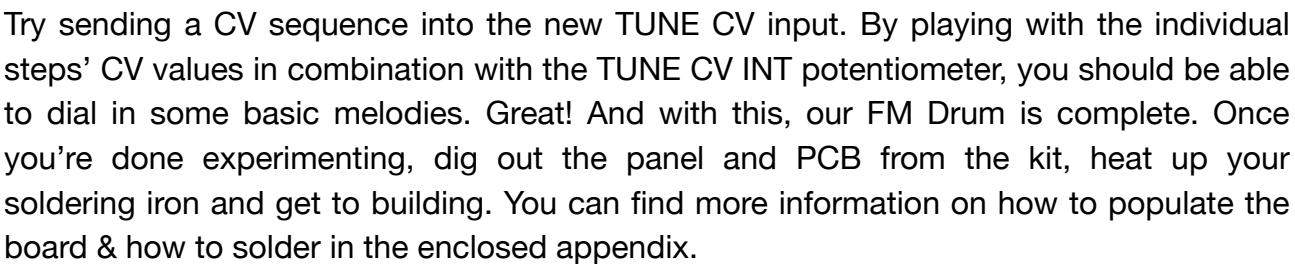 Try sending a CV sequence into the new TUNE CV input. By playing with the individual
steps’ CV values in combination with the TUNE CV INT potentiometer, you should be able
to dial in some basic melodies. Great! And with this, our FM Drum is complete. Once
you’re done experimenting, dig out the panel and PCB from the kit, heat up your
soldering iron and get to building. You can find more information on how to populate the
board & how to solder in the enclosed appendix.